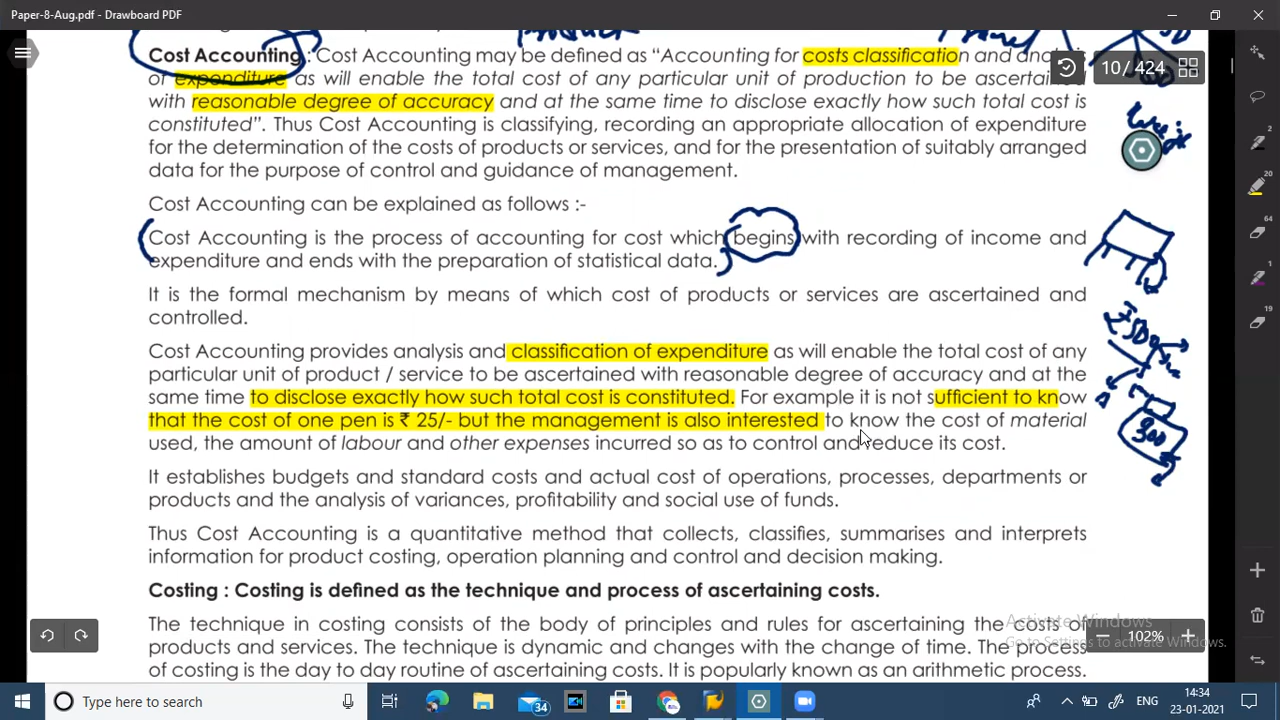 Paper-8-Aug.pdf - Drawboard PDF
Cost Accounting : Cost Accounting may be defined as “Accounting for costs classification and
of expenditure as will enable the total cost of any particular unit of production to be ascertained
with reasonable degree of accuracy and at the same time to disclose exactly how such total cost is
constituted”. Thus Cost Accounting is classifying, recording an appropriate allocation of expenditure
for the determination of the costs of products or services, and for the presentation of suitably arranged
data for the purpose of control and guidance of management.
Cost Accounting can be explained as follows :-
Cost Accounting is the process of accounting for cost which begins with recording of income and
expenditure and ends with the preparation of statistical data.
It is the formal mechanism by means of which cost of products or services are ascertained and
controlled.
Cost Accounting provides analysis and classification of expenditure as will enable the total cost of any
particular unit of product / service to be ascertained with reasonable degree of accuracy and at the
same time to disclose exactly how such total cost is constituted. For example it is not sufficient to know
that the cost of one pen is ₹ 25/- but the management is also interested to know the cost of material
used, the amount of labour and other expenses incurred so as to control and reduce its cost.
It establishes budgets and standard costs and actual cost of operations, processes, departments or
products and the analysis of variances, profitability and social use of funds.
Thus Cost Accounting is a quantitative method that collects, classifies, summarises and interprets
information for product costing, operation planning and control and decision making.
Costing : Costing is defined as the technique and process of ascertaining costs.
The technique in costing consists of the body of principles and rules for ascertaining the costs of
products and services. The technique is dynamic and changes with the change of time. The process
of costing is the day to day routine of ascertaining costs. It is popularly known as an arithmetic process.
10 / 424
300
20
64
19
Activate Windows
Go to Settings to activate Windows.
102%
Type here to search
34
ENG
14:34
23-01-2021